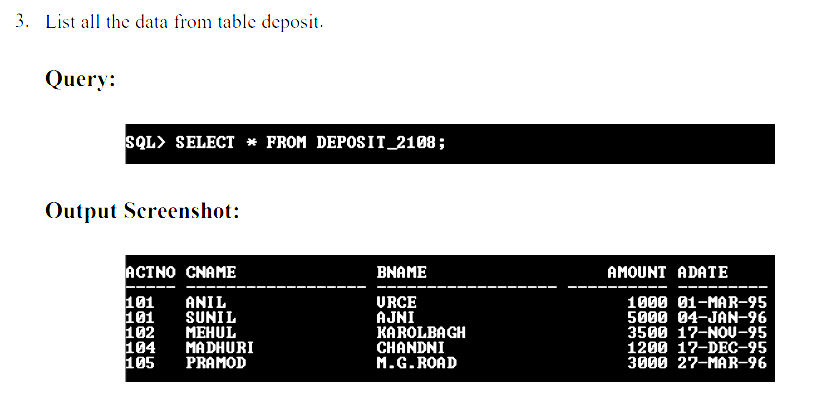 3. List all the data from table deposit.
Query:
SQL> SELECT * FROM DEPOSIT_2108;
Output Screenshot:
ACTNO CNAME BNAME AMOUNT ADATE
----- ------------------ ------------------ ---------- ---------
101 ANIL VRCE 1000 01-MAR-95
101 SUNIL AJNI 5000 04-JAN-96
102 MEHUL KAROLBAGH 3500 17-NOV-95
104 MADHURI CHANDNI 1200 17-DEC-95
105 PRAMOD M.G.ROAD 3000 27-MAR-96